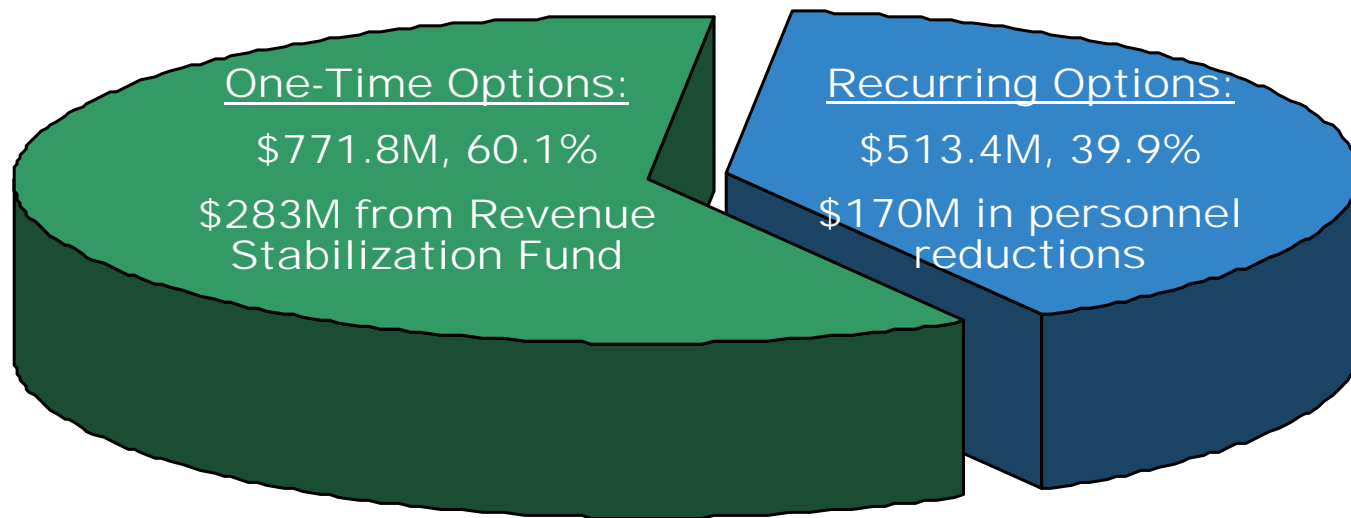 One-Time Options:
$771.8M, 60.1%
$283M from Revenue
Stabilization Fund
Recurring Options:
$513.4M, 39.9%
$170M in personnel
reductions